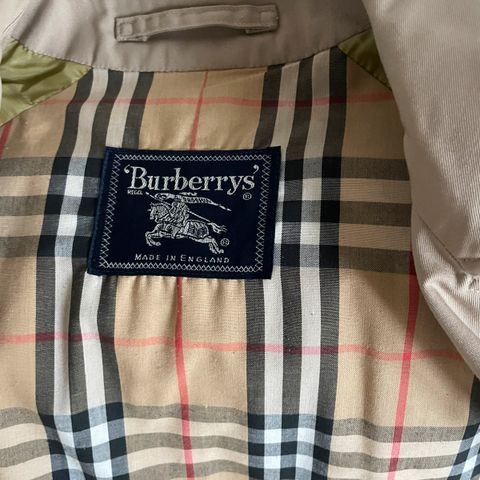 'Burberrys'
REGD. ®
®
MADE IN ENGLAND